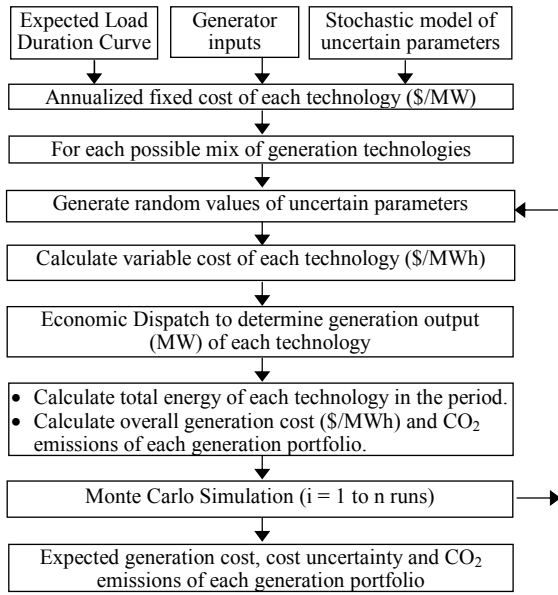 Expected Load
Duration Curve
Generator
inputs
Stochastic model of
uncertain parameters
Annualized fixed cost of each technology ($/MW)
For each possible mix of generation technologies
Generate random values of uncertain parameters
Calculate variable cost of each technology ($/MWh)
Economic Dispatch to determine generation output
(MW) of each technology
• Calculate total energy of each technology in the period.
• Calculate overall generation cost ($/MWh) and CO2
emissions of each generation portfolio.
Monte Carlo Simulation (i = 1 to n runs)
Expected generation cost, cost uncertainty and CO2
emissions of each generation portfolio